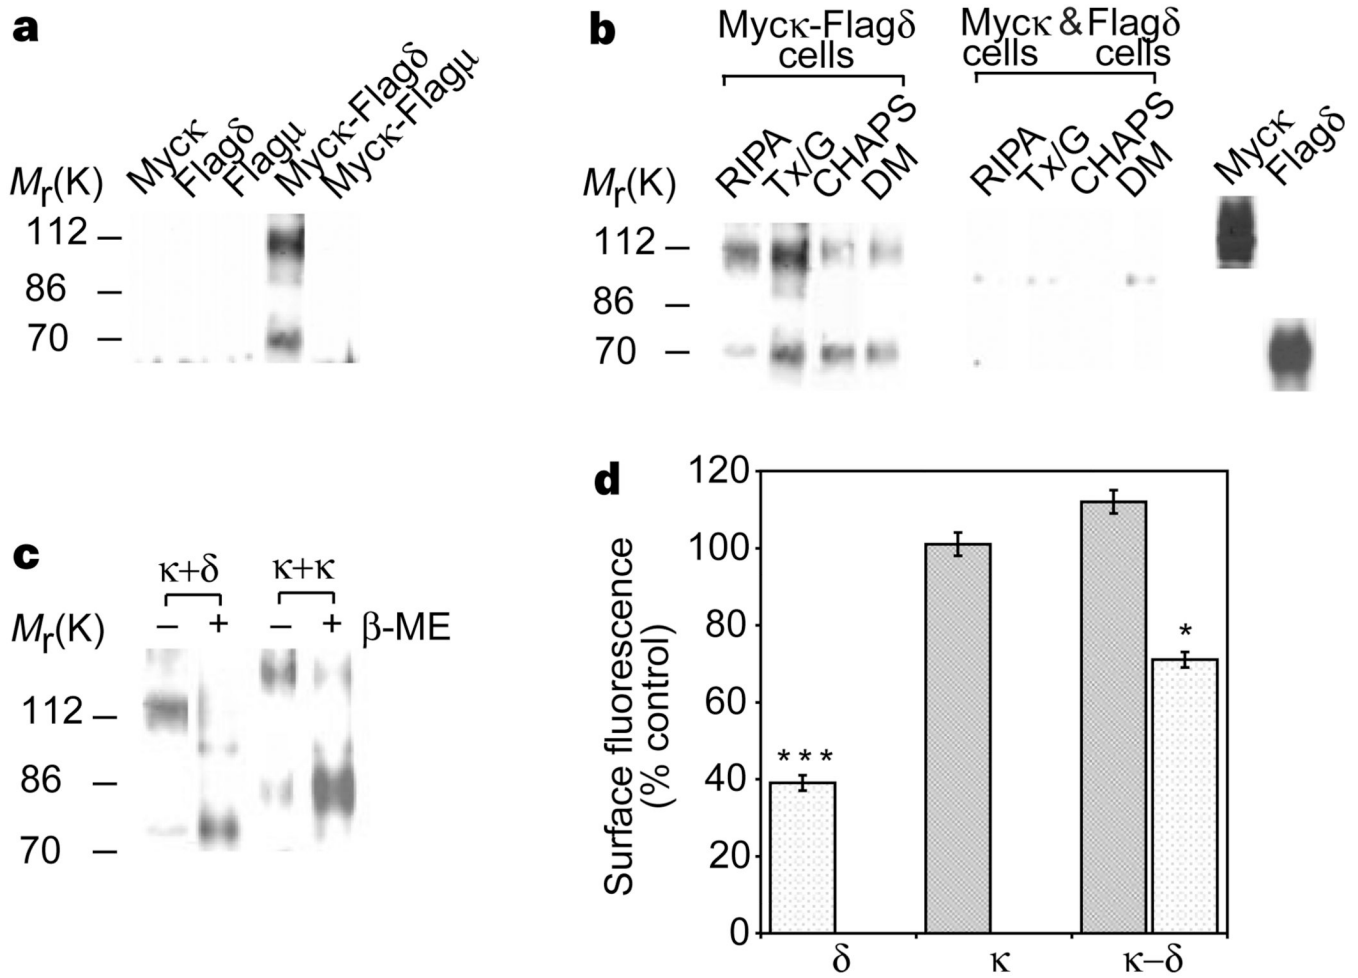 a
Mycκ
Flagδ
Flagμ
Mycκ-Flagδ
Mycκ-Flagμ
Mr(K)
112
86
70
b
Mycκ-Flagδ
cells
Mycκ & Flagδ
cells cells
RIPA
Tx/G
CHAPS
DM
RIPA
Tx/G
CHAPS
DM
Mycκ
Flagδ
Mr(K)
112
86
70
c
κ+δ κ+κ
Mr(K) – + – + β-ME
112
86
70
d
Surface fluorescence
(% control)
120
100
80
60
40
20
0
***
*
δ κ κ–δ